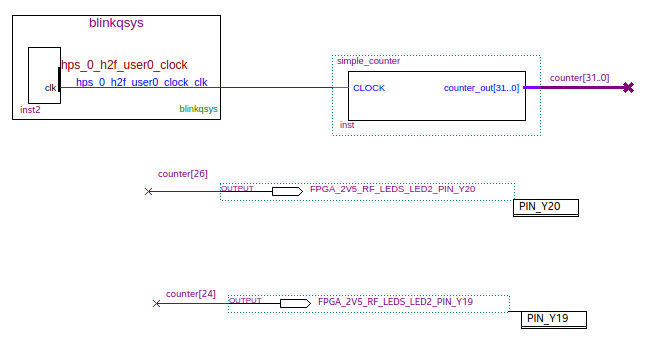 blinkqsys
hps_0_h2f_user0_clock
clk
hps_0_h2f_user0_clock_clk
inst2
blinkqsys
simple_counter
CLOCK
counter_out[31..0]
inst
counter[31..0]
counter[26]
OUTPUT
FPGA_2V5_RF_LEDS_LED2_PIN_Y20
PIN_Y20
counter[24]
OUTPUT
FPGA_2V5_RF_LEDS_LED2_PIN_Y19
PIN_Y19